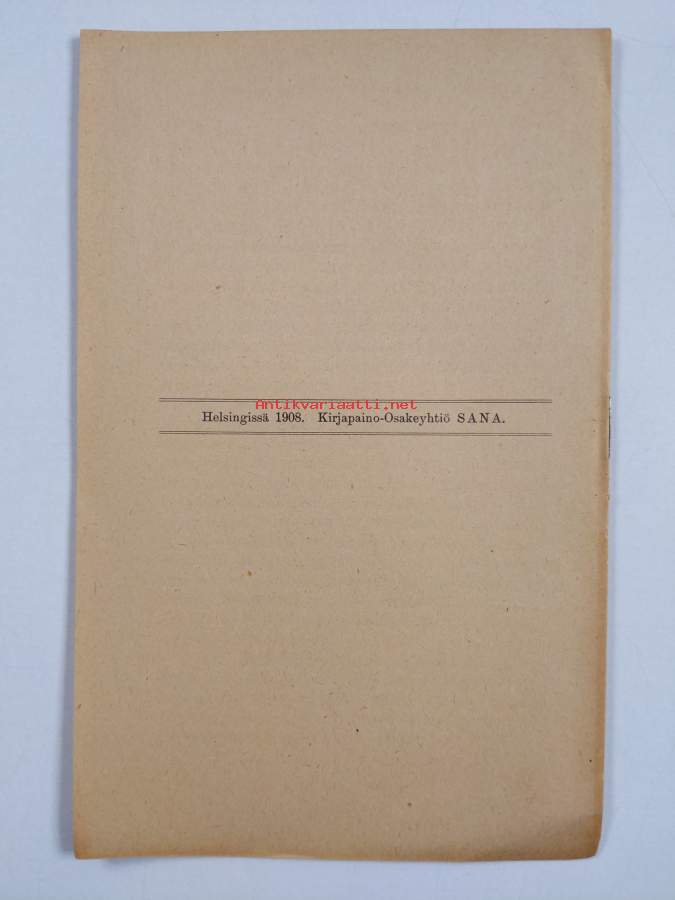 Antikvariaatti.net
Helsingissä 1908. Kirjapaino-Osakeyhtiö SANA.